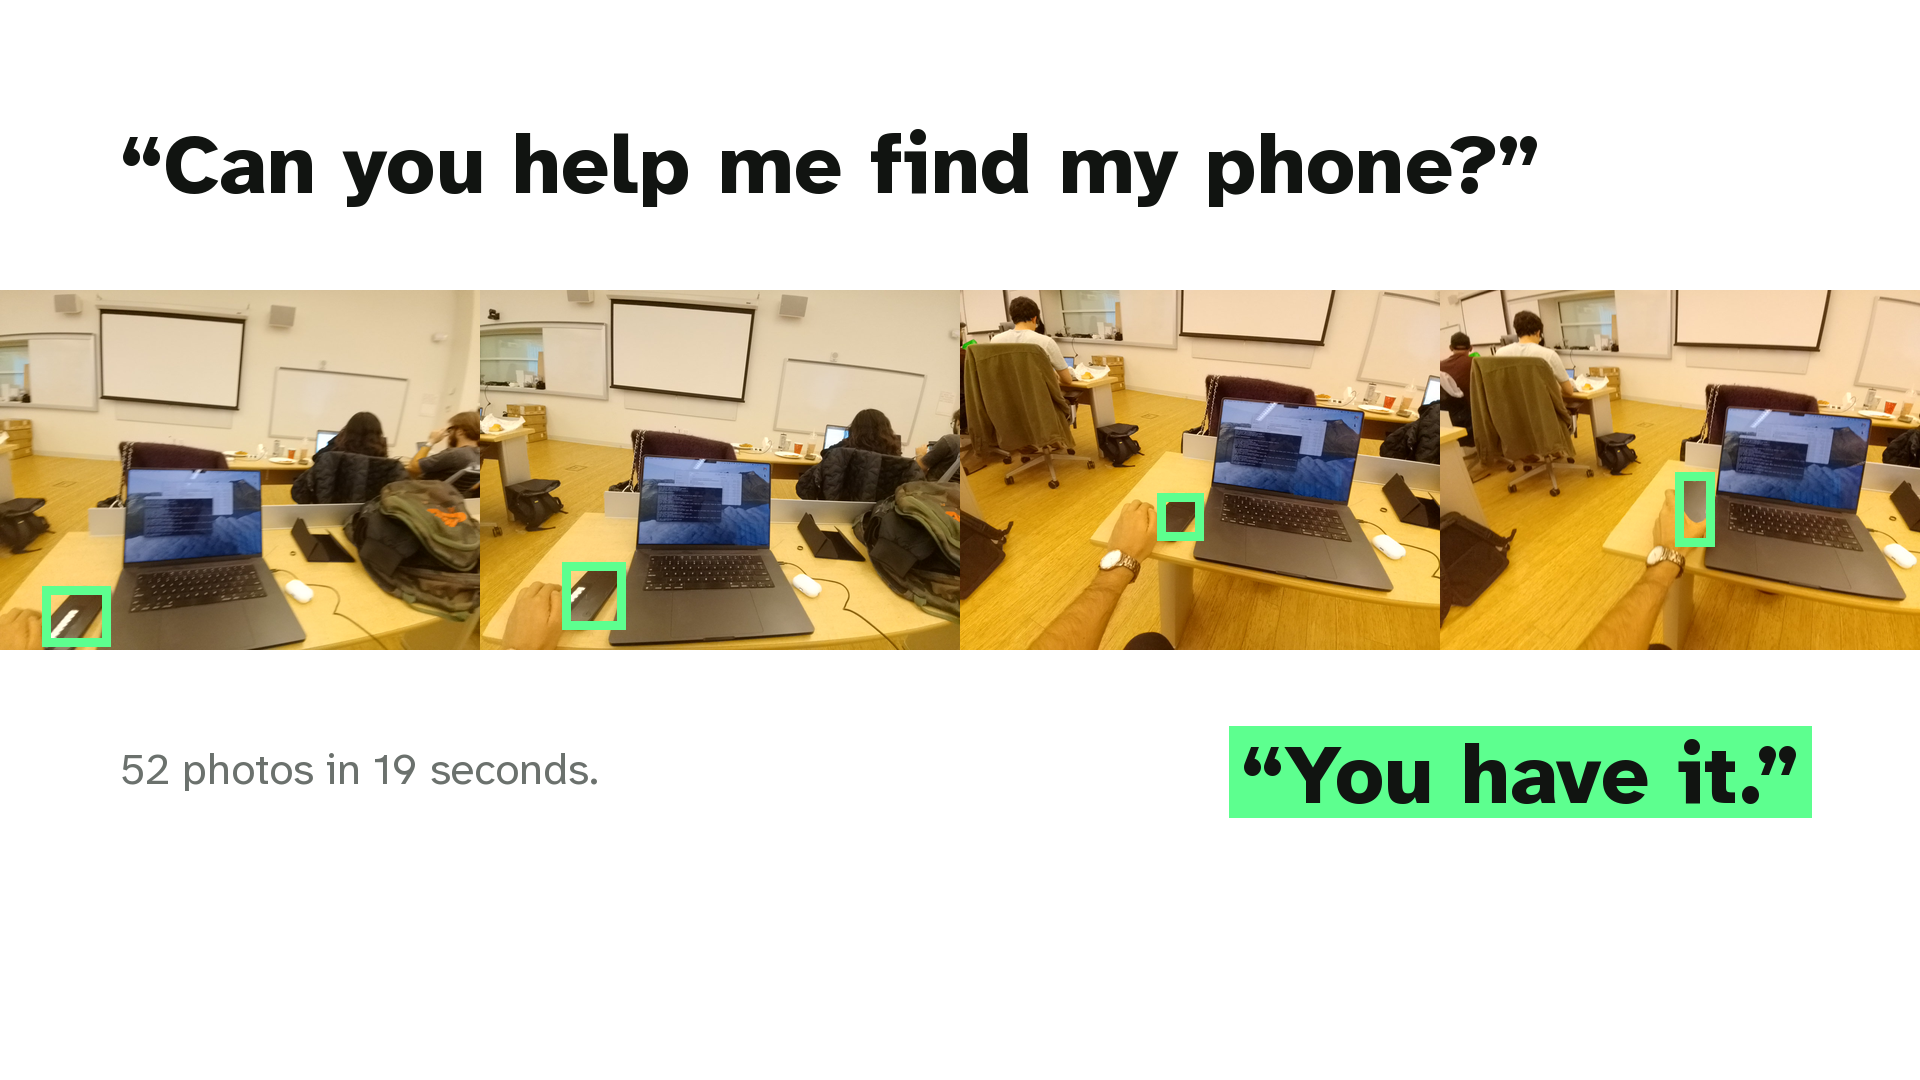 “Can you help me find my phone?”
52 photos in 19 seconds.
“You have it.”